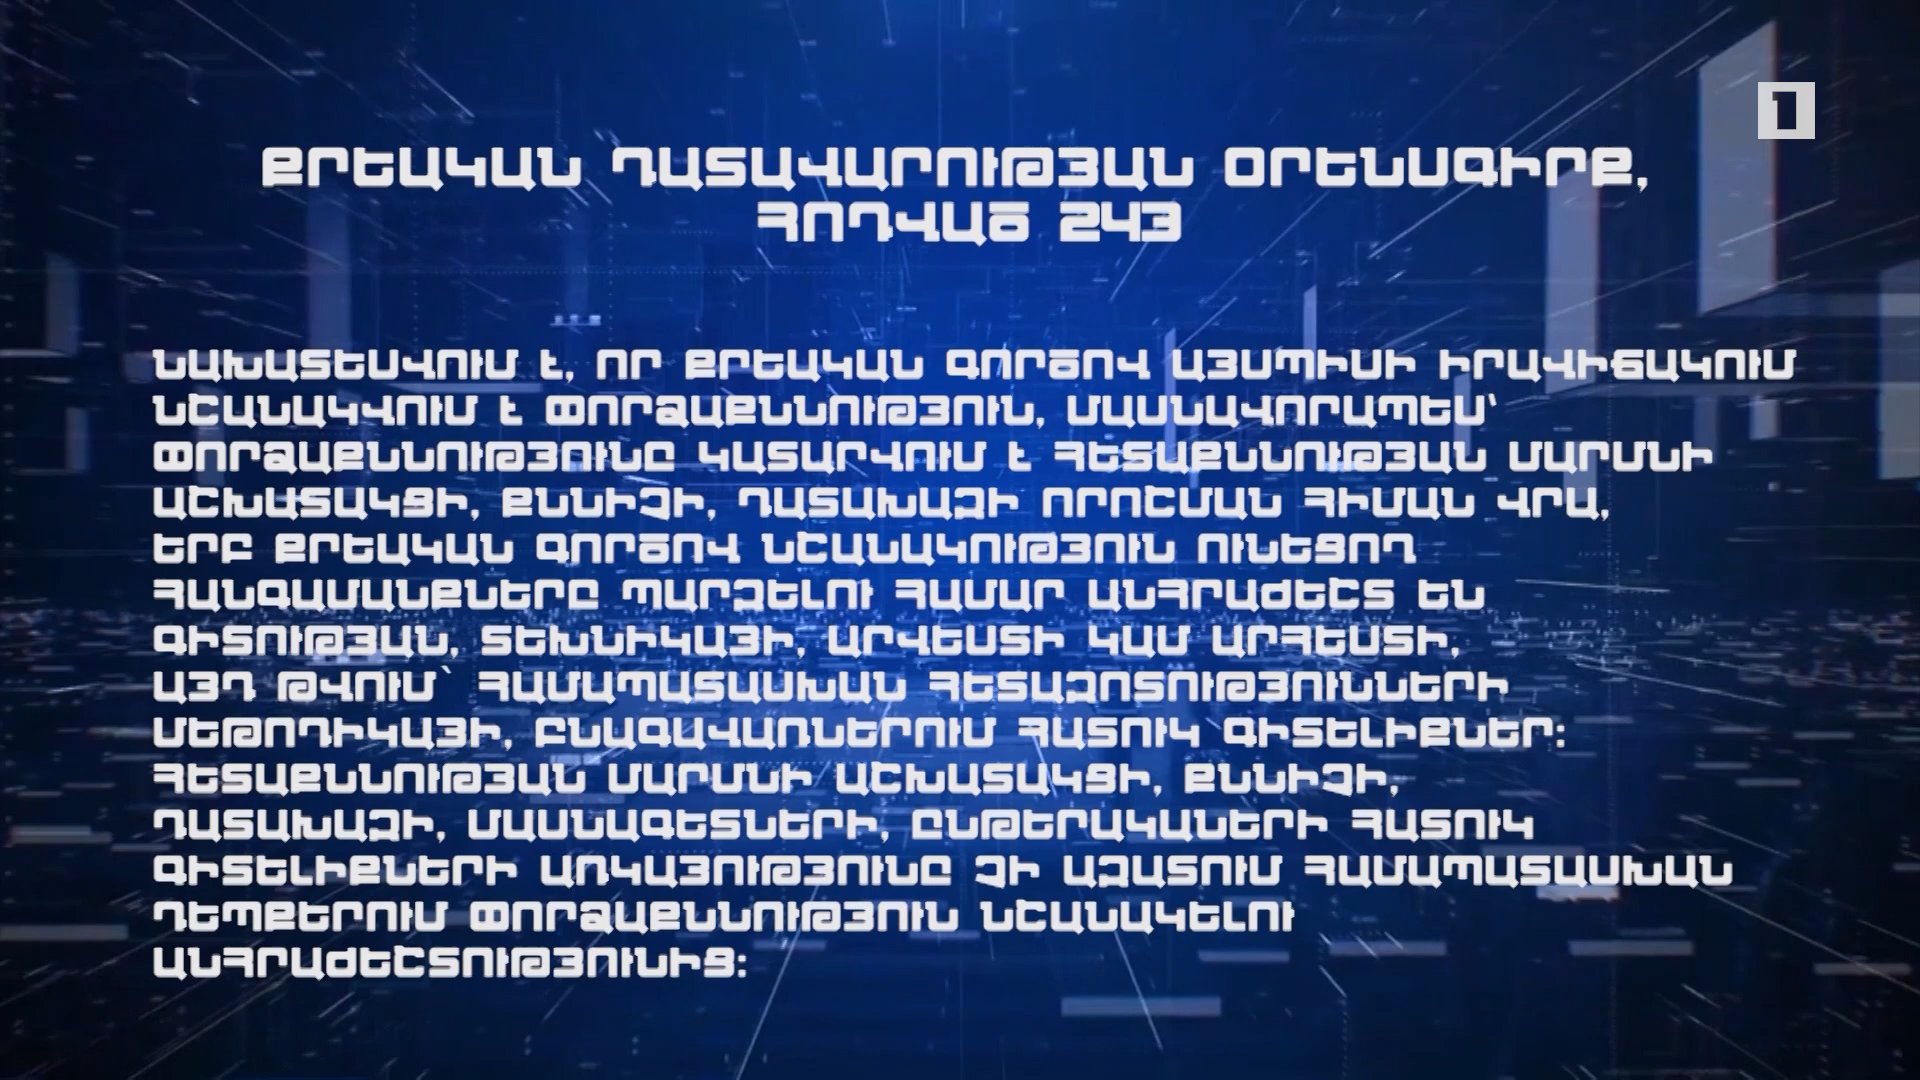 ՔՐԵԱԿԱՆ ԴԱՏԱՎԱՐՈՒԹՅԱՆ ՕՐԵՆՍԳԻՐՔ,
ՀՈԴՎԱԾ 243
ՆԱԽԱՏԵՍՎՈՒՄ Է, ՈՐ ՔՐԵԱԿԱՆ ԳՈՐԾՈՎ ԱՅՍՊԻՍԻ ԻՐԱՎԻՃԱԿՈՒՄ
ՆՇԱՆԱԿՎՈՒՄ Է ՓՈՐՁԱՔՆՆՈՒԹՅՈՒՆ, ՄԱՍՆԱՎՈՐԱՊԵՍ՝
ՓՈՐՁԱՔՆՆՈՒԹՅՈՒՆԸ ԿԱՏԱՐՎՈՒՄ Է ՀԵՏԱՔՆՆՈՒԹՅԱՆ ՄԱՐՄՆԻ
ԱՇԽԱՏԱԿՑԻ, ՔՆՆԻՉԻ, ԴԱՏԱԽԱԶԻ ՈՐՈՇՄԱՆ ՀԻՄԱՆ ՎՐԱ,
ԵՐԲ ՔՐԵԱԿԱՆ ԳՈՐԾՈՎ ՆՇԱՆԱԿՈՒԹՅՈՒՆ ՈՒՆԵՑՈՂ
ՀԱՆԳԱՄԱՆՔՆԵՐԸ ՊԱՐԶԵԼՈՒ ՀԱՄԱՐ ԱՆՀՐԱԺԵՇՏ ԵՆ
ԳԻՏՈՒԹՅԱՆ, ՏԵԽՆԻԿԱՅԻ, ԱՐՎԵՍՏԻ ԿԱՄ ԱՐՀԵՍՏԻ,
ԱՅԴ ԹՎՈՒՄ՝ ՀԱՄԱՊԱՏԱՍԽԱՆ ՀԵՏԱԶՈՏՈՒԹՅՈՒՆՆԵՐԻ
ՄԵԹՈԴԻԿԱՅԻ, ԲՆԱԳԱՎԱՌՆԵՐՈՒՄ ՀԱՏՈՒԿ ԳԻՏԵԼԻՔՆԵՐ:
ՀԵՏԱՔՆՆՈՒԹՅԱՆ ՄԱՐՄՆԻ ԱՇԽԱՏԱԿՑԻ, ՔՆՆԻՉԻ,
ԴԱՏԱԽԱԶԻ, ՄԱՍՆԱԳԵՏՆԵՐԻ, ԸՆԹԵՐԱԿԱՆԵՐԻ ՀԱՏՈՒԿ
ԳԻՏԵԼԻՔՆԵՐԻ ԱՌԿԱՅՈՒԹՅՈՒՆԸ ՉԻ ԱԶԱՏՈՒՄ ՀԱՄԱՊԱՏԱՍԽԱՆ
ԴԵՊՔԵՐՈՒՄ ՓՈՐՁԱՔՆՆՈՒԹՅՈՒՆ ՆՇԱՆԱԿԵԼՈՒ
ԱՆՀՐԱԺԵՇՏՈՒԹՅՈՒՆԻՑ:
1